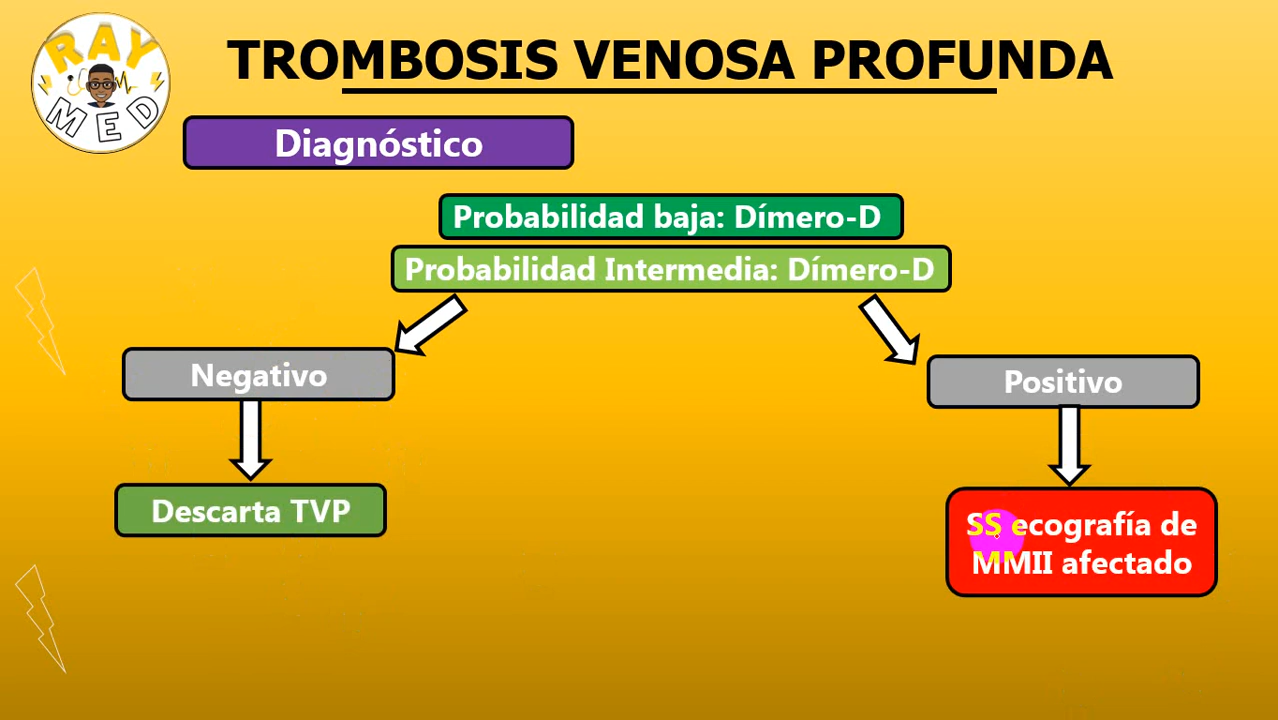 RAY
MED
TROMBOSIS VENOSA PROFUNDA
Diagnóstico
Probabilidad baja: Dímero-D
Probabilidad Intermedia: Dímero-D
Negativo
Positivo
Descarta TVP
SS ecografía de
MMII afectado